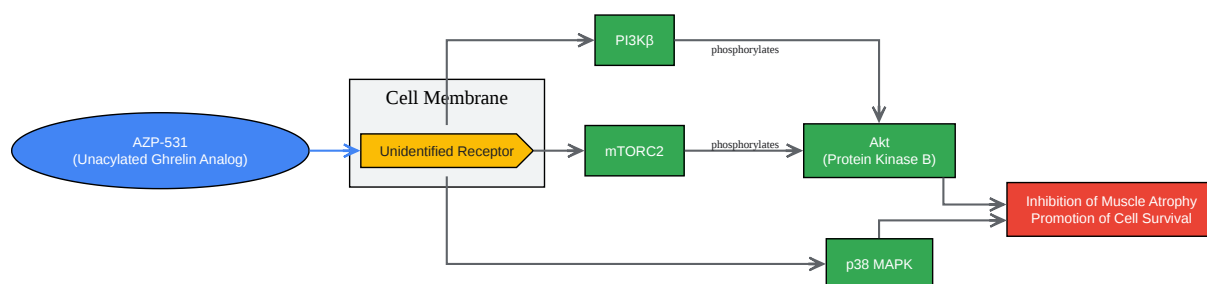 PI3Kβ
phosphorylates
Cell Membrane
AZP-531
(Unacylated Ghrelin Analog)
Unidentified Receptor
mTORC2
phosphorylates
Akt
(Protein Kinase B)
Inhibition of Muscle Atrophy
Promotion of Cell Survival
p38 MAPK